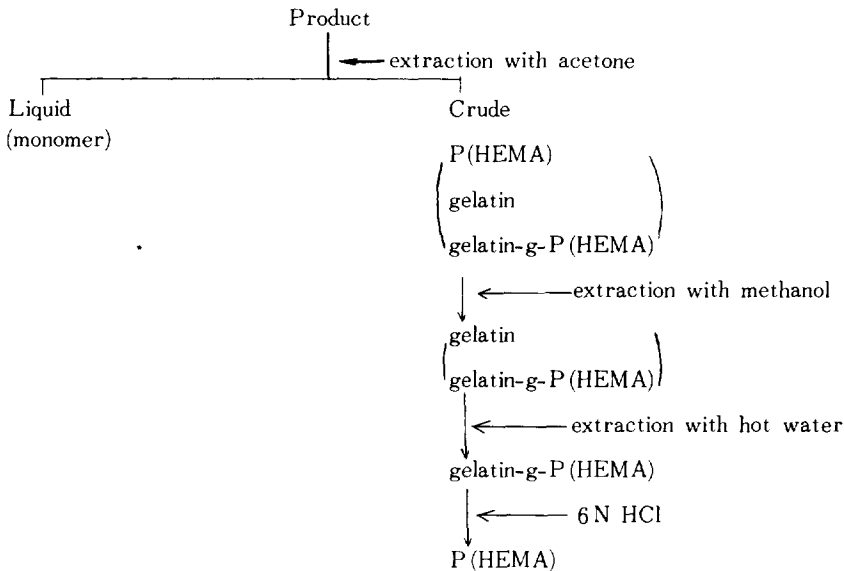 Product
extraction with acetone
Liquid
(monomer)
Crude
P(HEMA)
gelatin
gelatin-g-P(HEMA)
extraction with methanol
gelatin
gelatin-g-P(HEMA)
extraction with hot water
gelatin-g-P(HEMA)
6N HCl
P(HEMA)